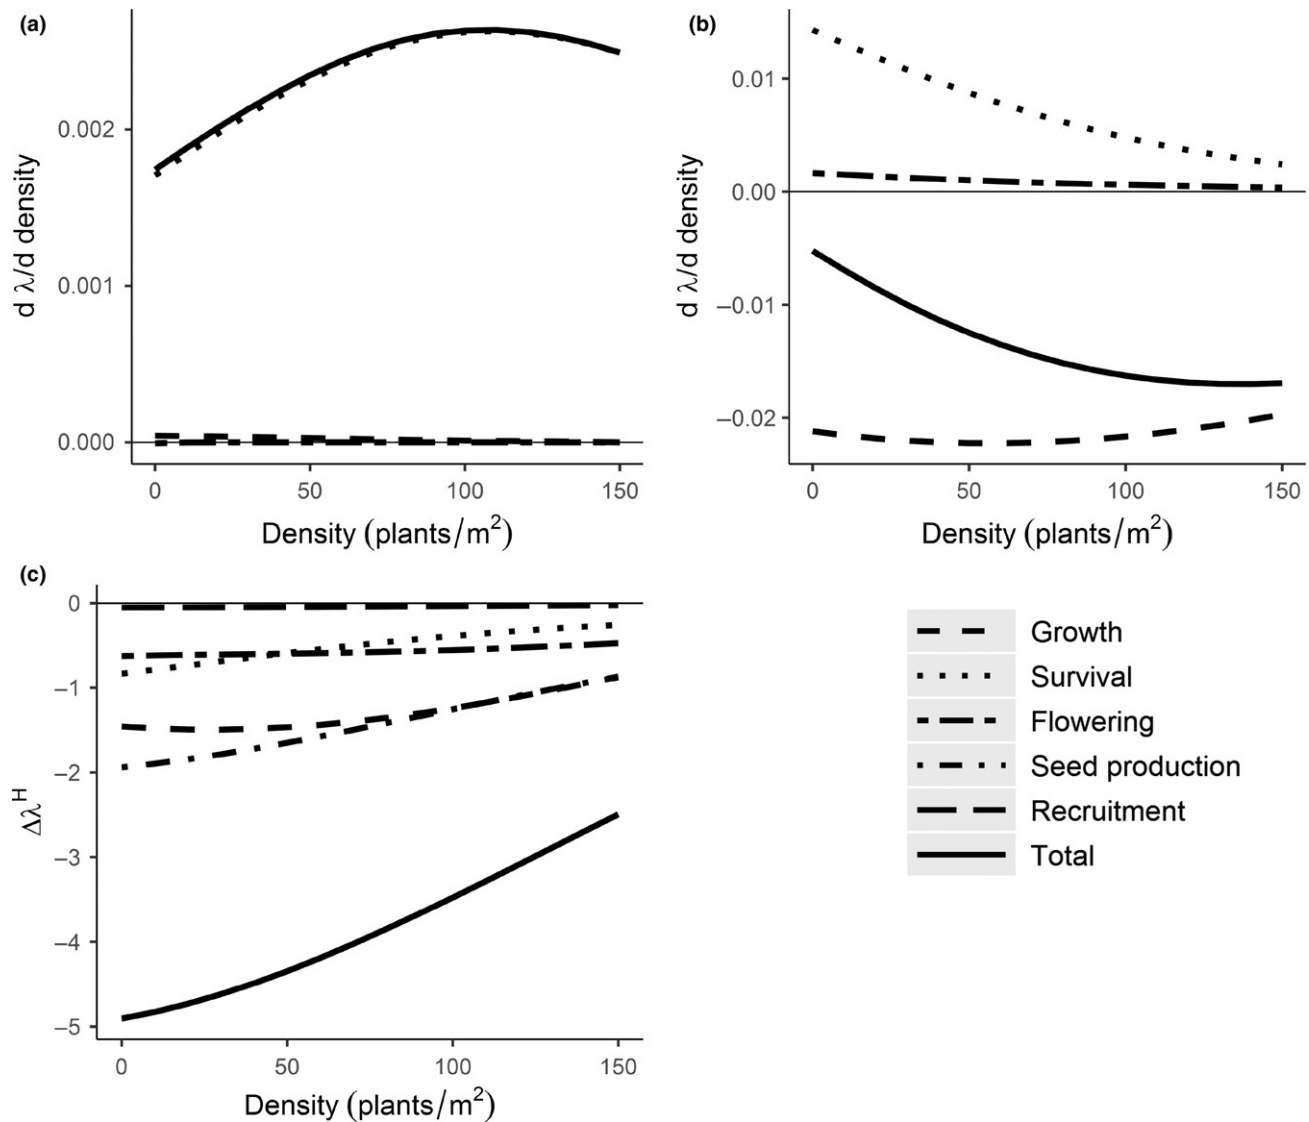 (a)
d λ/d density
0.002
0.001
0.000
0 50 100 150
Density (plants/m²)
(b)
d λ/d density
0.01
0.00
−0.01
−0.02
0 50 100 150
Density (plants/m²)
(c)
Δλᴴ
0
−1
−2
−3
−4
−5
0 50 100 150
Density (plants/m²)
Growth
Survival
Flowering
Seed production
Recruitment
Total